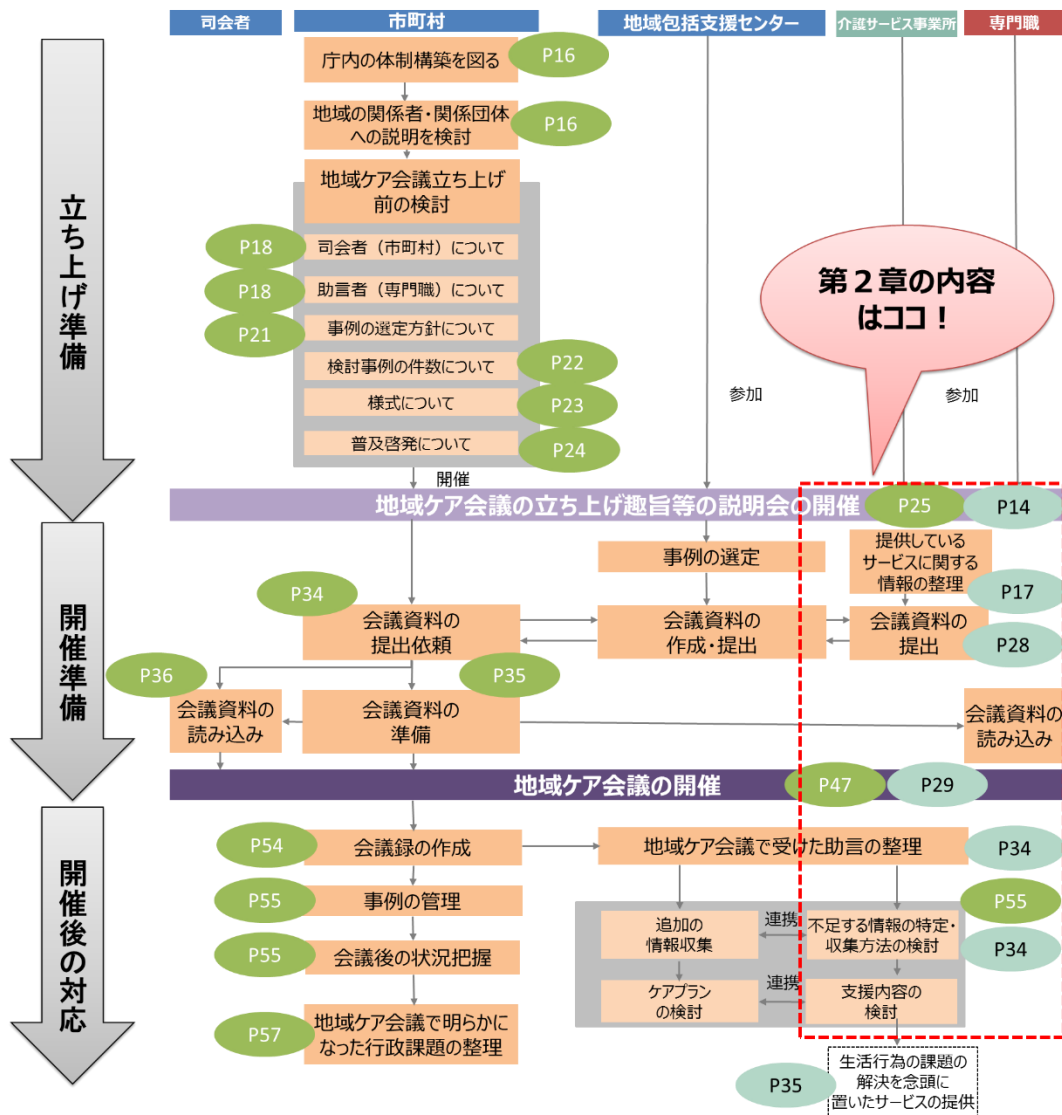 司会者
市町村
地域包括支援センター
介護サービス事業所
専門職
立ち上げ準備
庁内の体制構築を図る
P16
地域の関係者・関係団体
への説明を検討
P16
地域ケア会議立ち上げ
前の検討
P18
司会者（市町村）について
P18
助言者（専門職）について
P21
事例の選定方針について
検討事例の件数について
P22
様式について
P23
普及啓発について
P24
第２章の内容
はココ！
参加
参加
開催
地域ケア会議の立ち上げ趣旨等の説明会の開催
P25
P14
開催準備
事例の選定
提供している
サービスに関する
情報の整理
P17
P34
会議資料の
提出依頼
会議資料の
作成・提出
会議資料の
提出
P28
P36
P35
会議資料の
読み込み
会議資料の
準備
会議資料の
読み込み
地域ケア会議の開催
P47
P29
開催後の対応
P54
会議録の作成
地域ケア会議で受けた助言の整理
P34
P55
事例の管理
P55
追加の
情報収集
連携
不足する情報の特定・
収集方法の検討
P34
P55
会議後の状況把握
ケアプラン
の検討
連携
支援内容の
検討
P57
地域ケア会議で明らかに
なった行政課題の整理
P35
生活行為の課題の
解決を念頭に
置いたサービスの提供